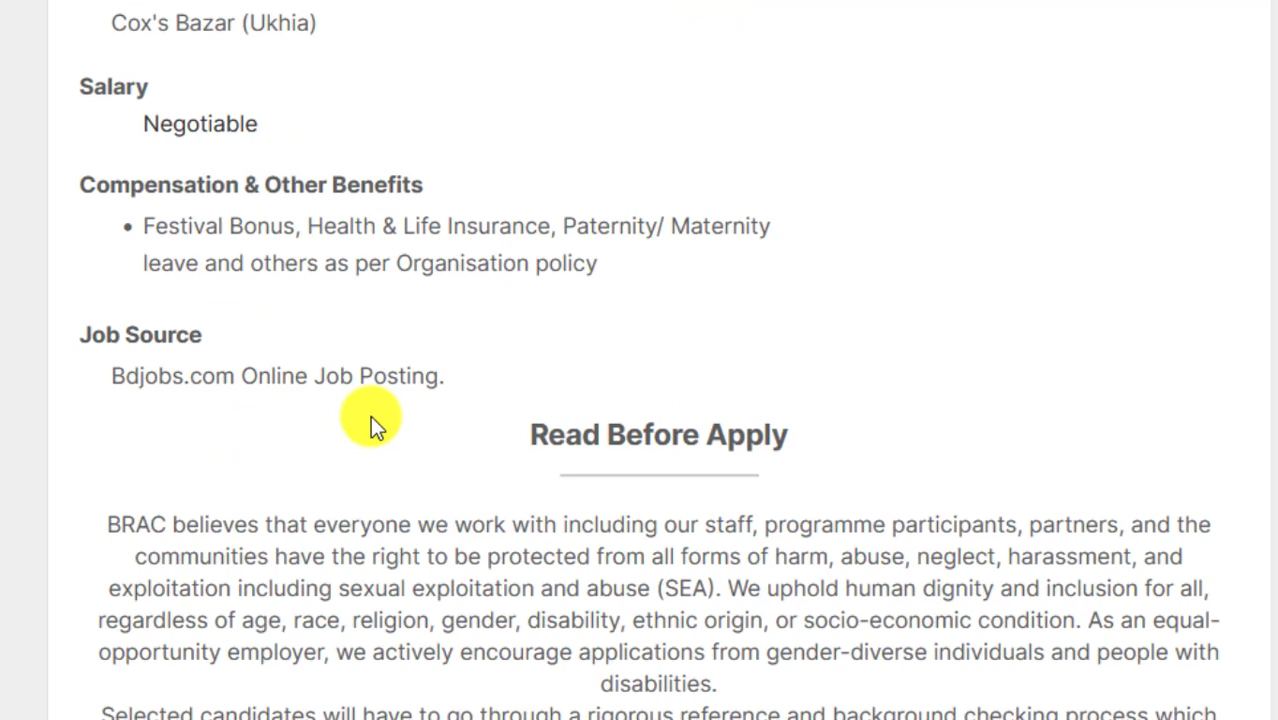 Cox's Bazar (Ukhia)
Salary
Negotiable
Compensation & Other Benefits
• Festival Bonus, Health & Life Insurance, Paternity/ Maternity
leave and others as per Organisation policy
Job Source
Bdjobs.com Online Job Posting.
Read Before Apply
BRAC believes that everyone we work with including our staff, programme participants, partners, and the
communities have the right to be protected from all forms of harm, abuse, neglect, harassment, and
exploitation including sexual exploitation and abuse (SEA). We uphold human dignity and inclusion for all,
regardless of age, race, religion, gender, disability, ethnic origin, or socio-economic condition. As an equal-
opportunity employer, we actively encourage applications from gender-diverse individuals and people with
disabilities.
Selected candidates will have to go through a rigorous reference and background checking process which